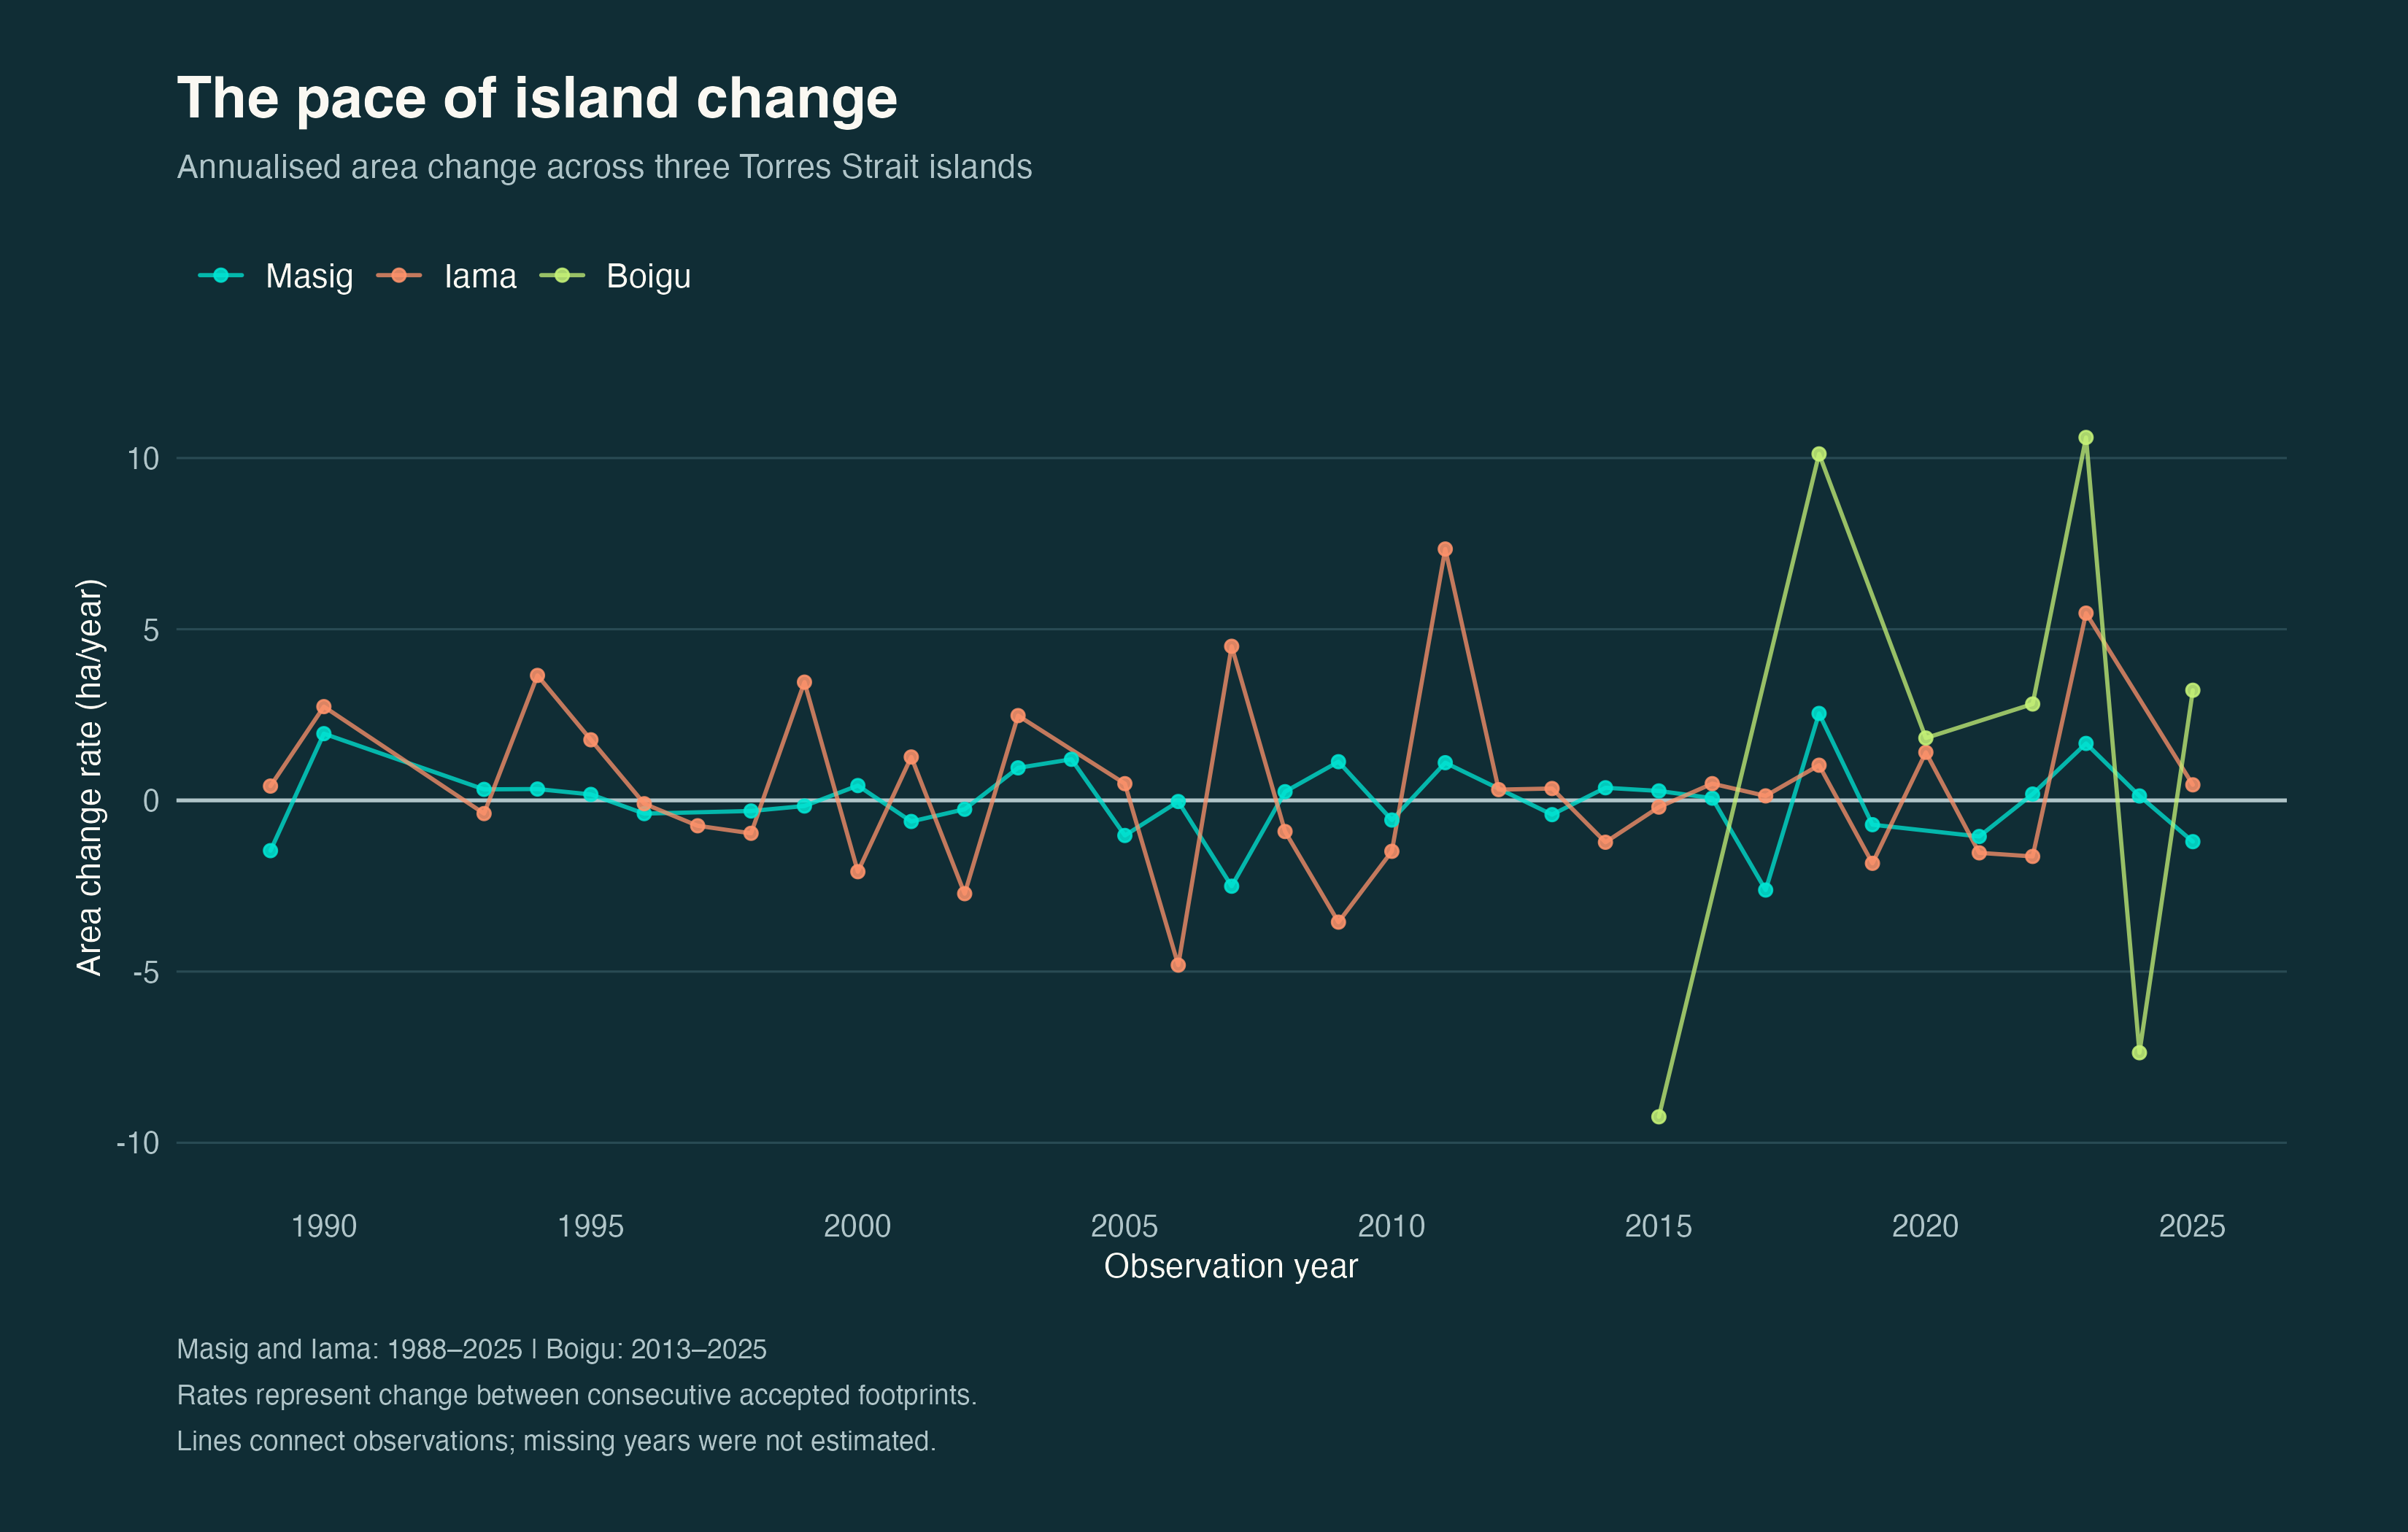 The pace of island change
Annualised area change across three Torres Strait islands
Masig Iama Boigu
10
5
0
-5
-10
Area change rate (ha/year)
1990 1995 2000 2005 2010 2015 2020 2025
Observation year
Masig and Iama: 1988–2025 | Boigu: 2013–2025
Rates represent change between consecutive accepted footprints.
Lines connect observations; missing years were not estimated.